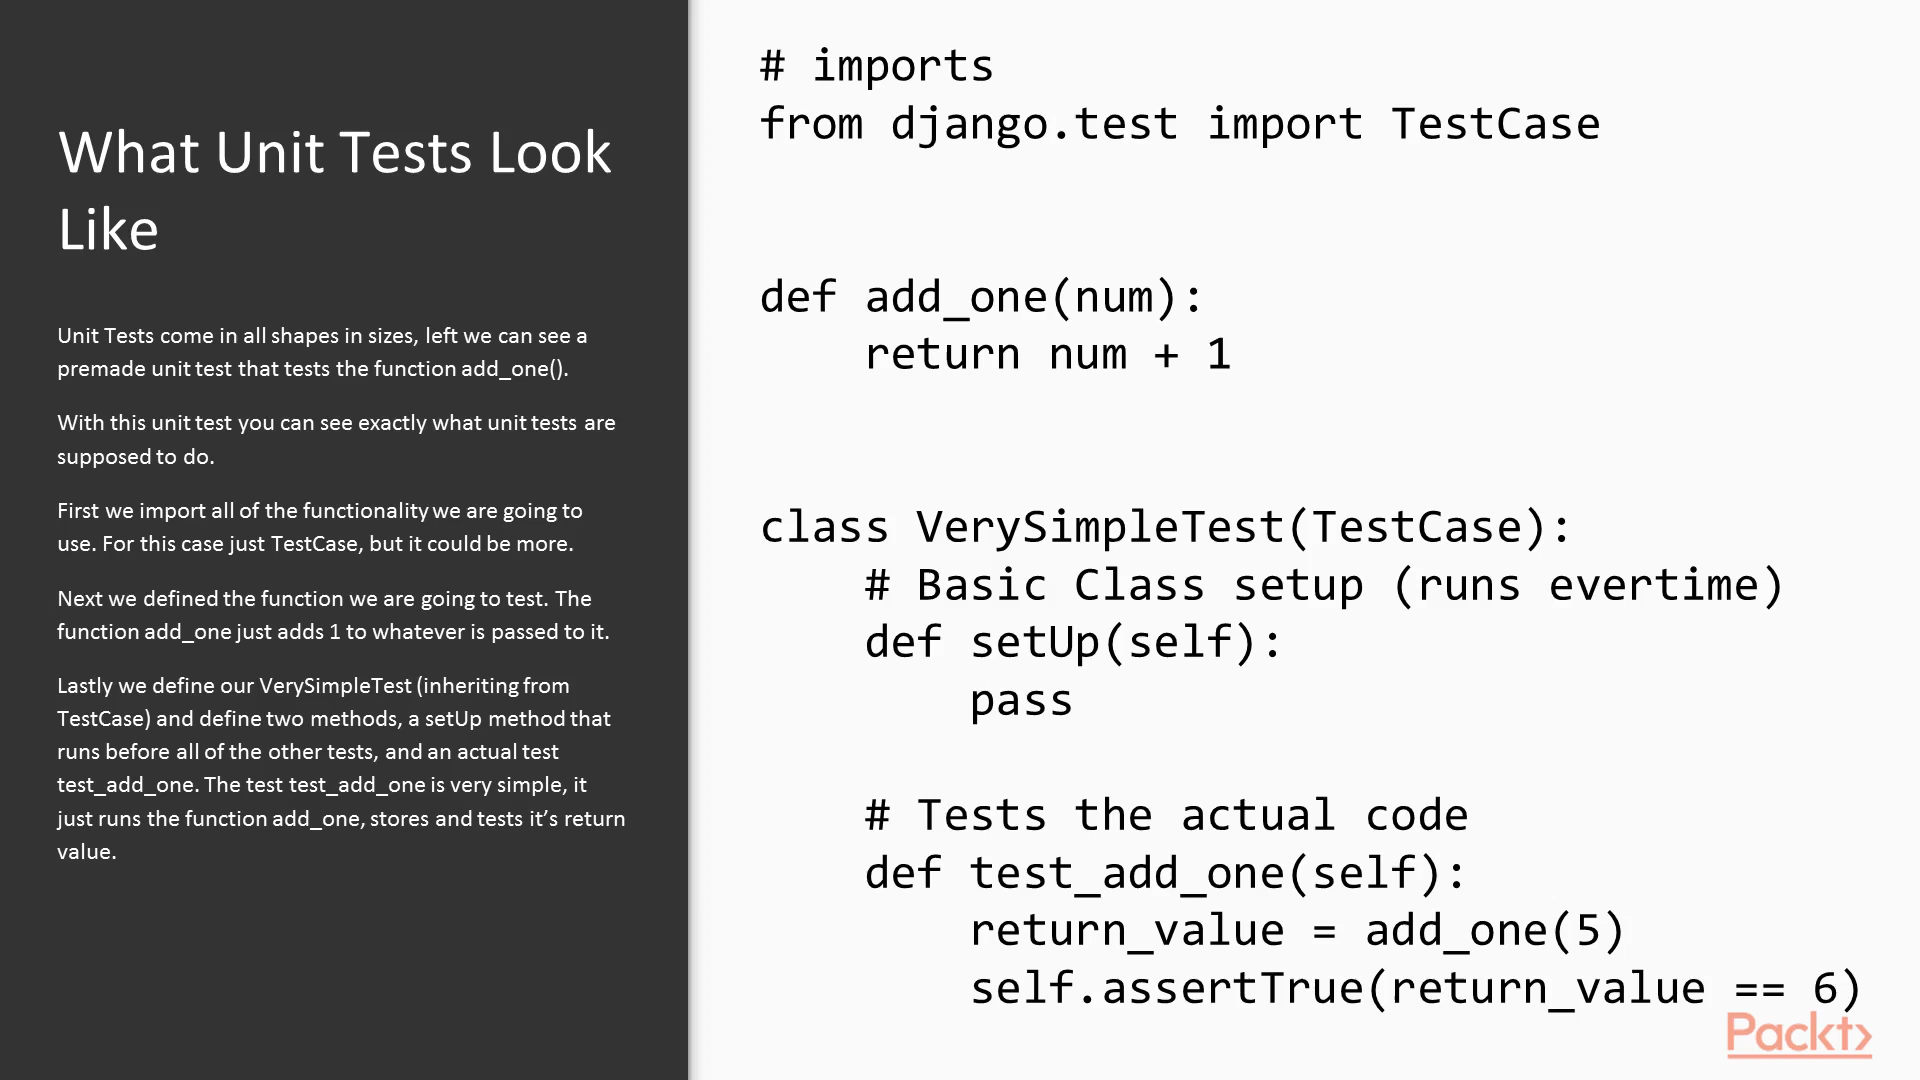 What Unit Tests Look
Like
Unit Tests come in all shapes in sizes, left we can see a
premade unit test that tests the function add_one().
With this unit test you can see exactly what unit tests are
supposed to do.
First we import all of the functionality we are going to
use. For this case just TestCase, but it could be more.
Next we defined the function we are going to test. The
function add_one just adds 1 to whatever is passed to it.
Lastly we define our VerySimpleTest (inheriting from
TestCase) and define two methods, a setUp method that
runs before all of the other tests, and an actual test
test_add_one. The test test_add_one is very simple, it
just runs the function add_one, stores and tests it’s return
value.
# imports
from django.test import TestCase
def add_one(num):
    return num + 1
class VerySimpleTest(TestCase):
    # Basic Class setup (runs evertime)
    def setUp(self):
        pass
    # Tests the actual code
    def test_add_one(self):
        return_value = add_one(5)
        self.assertTrue(return_value == 6)
Packt>